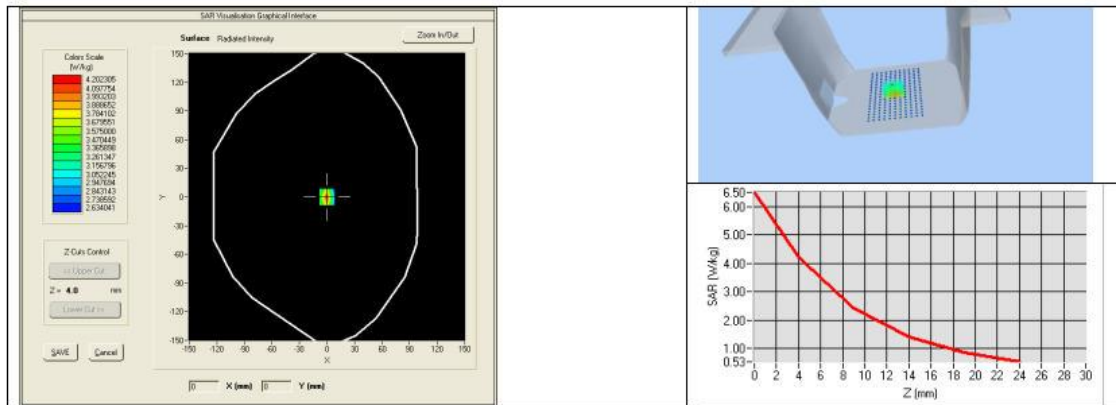 SAR Visualisation Graphical Interface
Surface Radiated Intensity
Zoom In/Out
Colors Scale
(W/kg)
4.202305
4.097754
3.993203
3.888652
3.784102
3.679551
3.575000
3.470449
3.365898
3.261347
3.156796
3.052245
2.947694
2.843143
2.738592
2.634041
150
120
90
60
30
0
-30
-60
-90
-120
-150
Y
-150 -120 -90 -60 -30 0 30 60 90 120 150
X
Z-Cuts Control
<< Upper Cut
Z = 4.0 mm
Lower Cut >>
SAVE Cancel
0 X (mm) 0 Y (mm)
6.50
6.00
5.00
4.00
3.00
2.00
1.00
0.53
SAR (W/kg)
0 2 4 6 8 10 12 14 16 18 20 22 24 26 28 30
Z (mm)